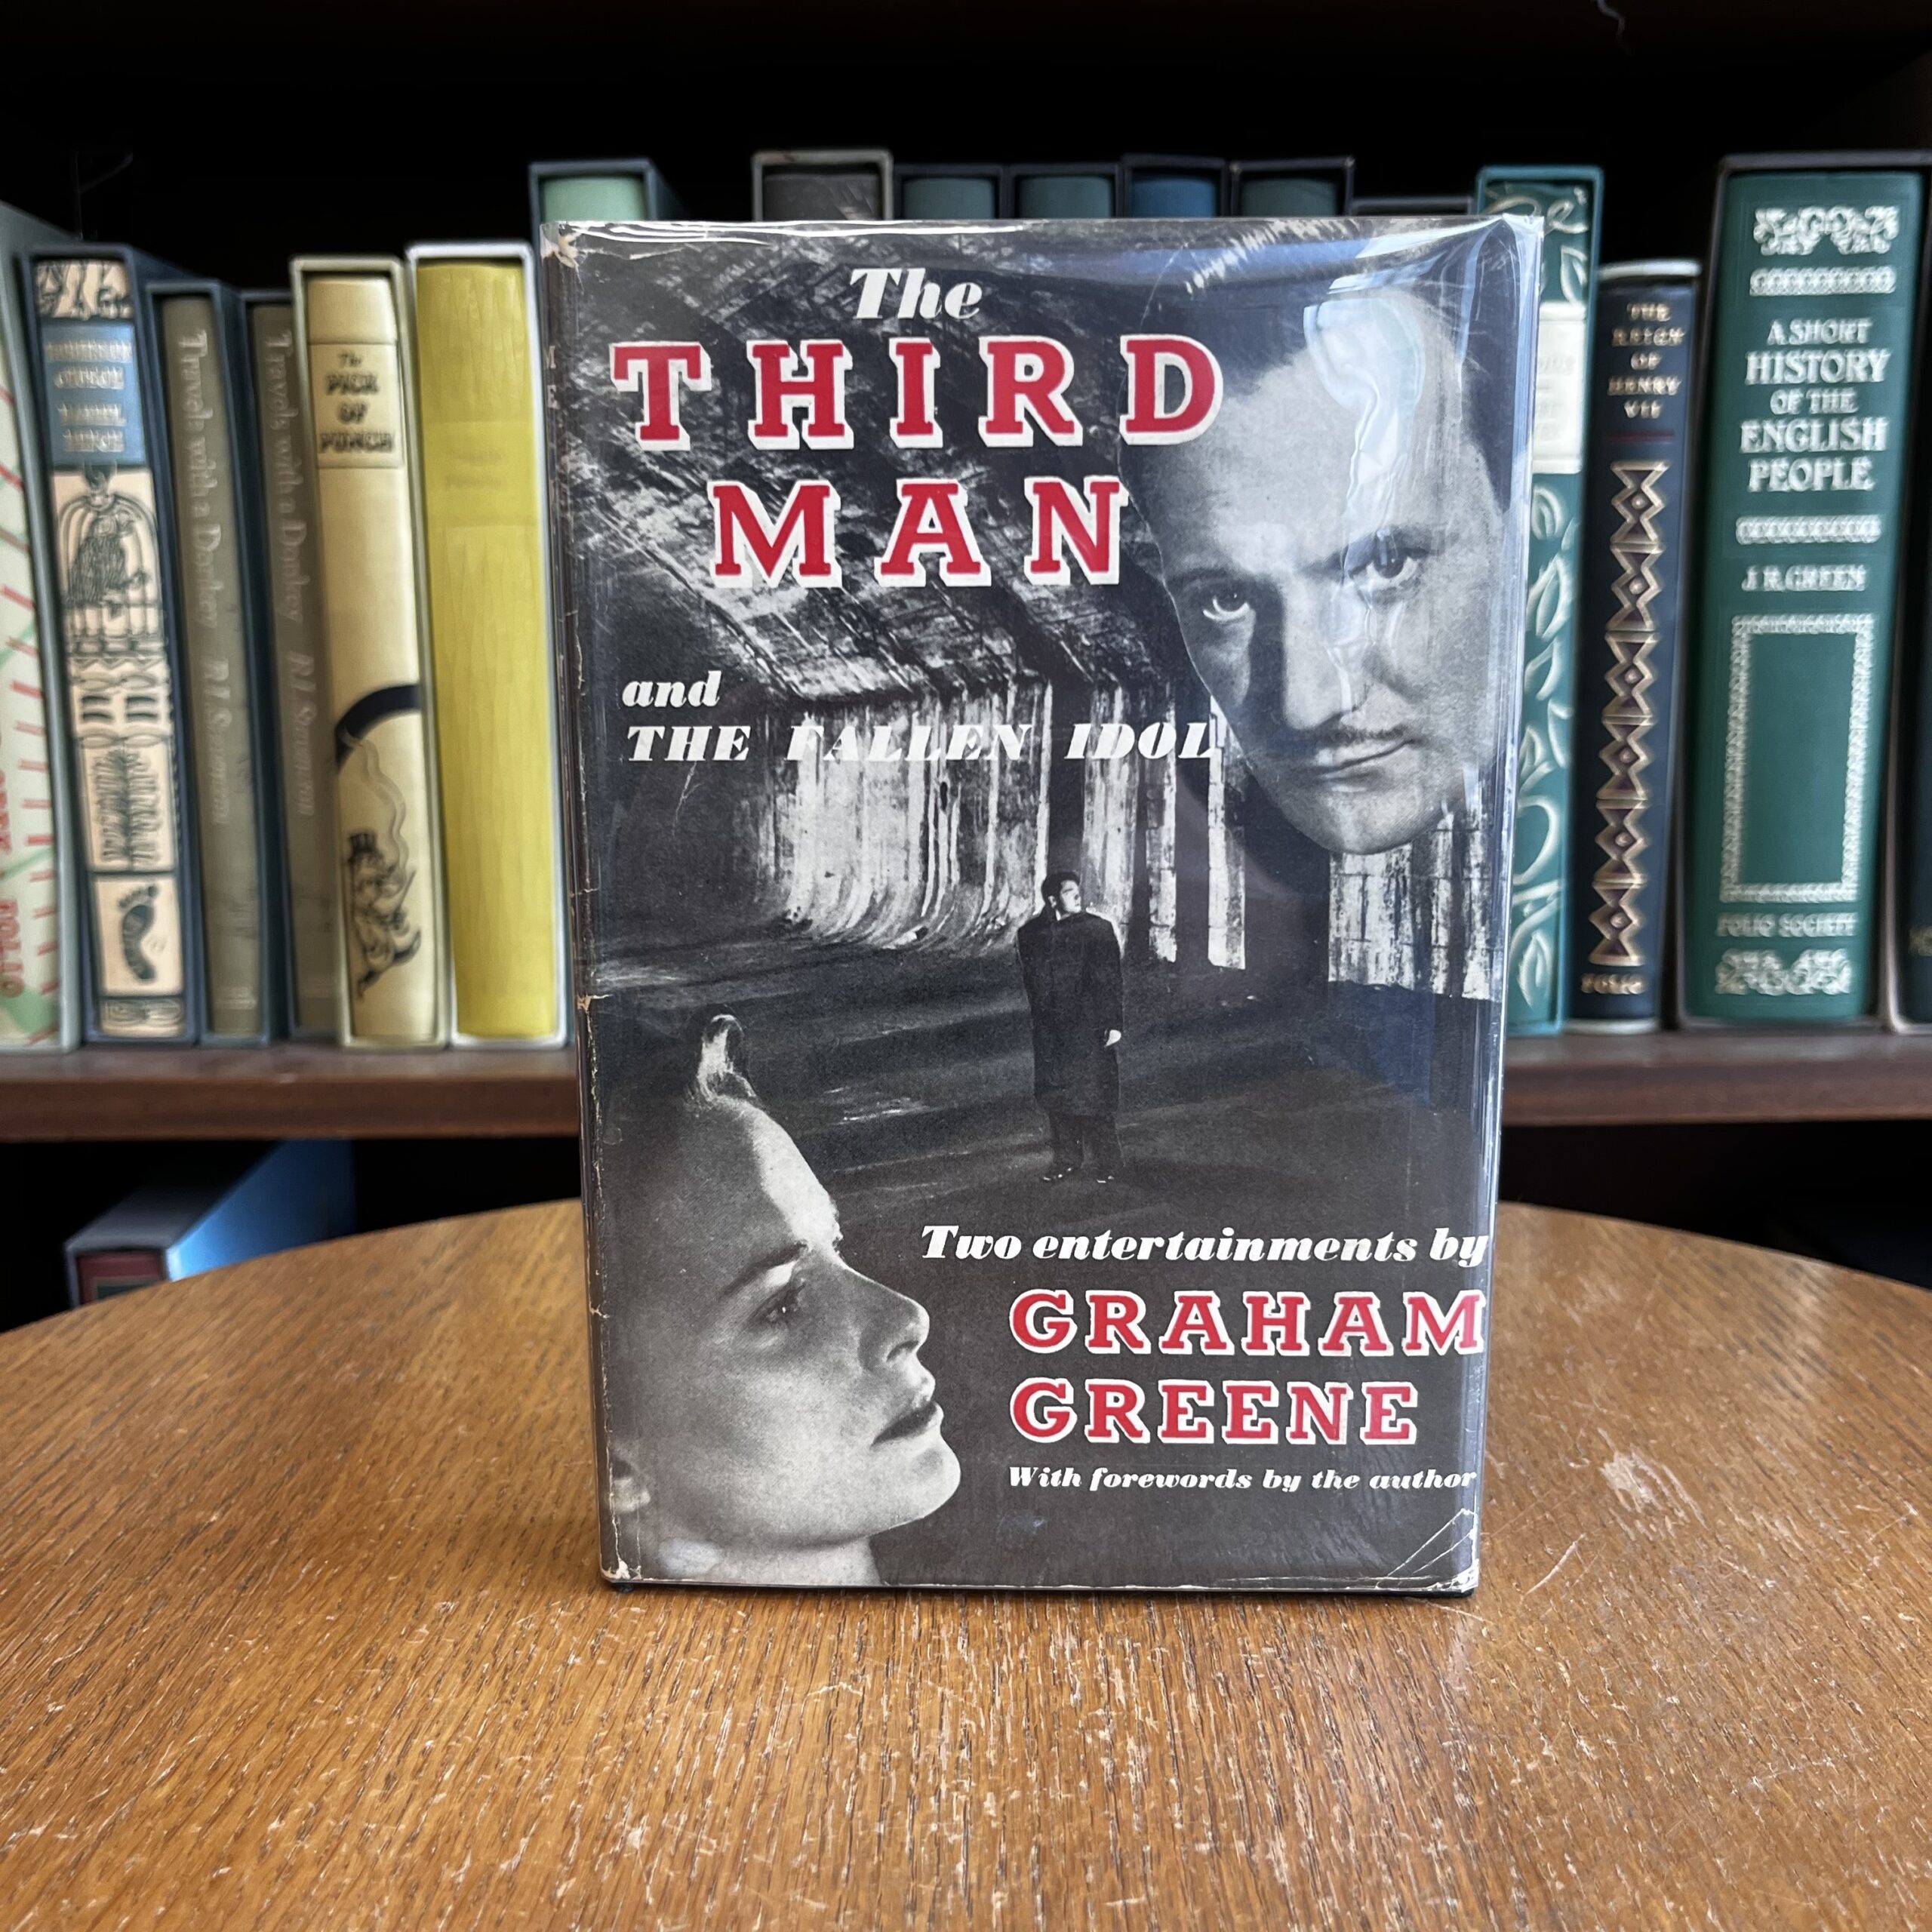 The
THIRD
MAN
and
THE FALLEN IDOL
Two entertainments by
GRAHAM
GREENE
With forewords by the author
Travels with a Donkey R.L. Stevenson
Travels with a Donkey R.L. Stevenson
The
PICK
OF
PUNCH
THE
REIGN
OF
HENRY
VII
FOLIO
A SHORT
HISTORY
OF THE
ENGLISH
PEOPLE
J.R.GREEN
FOLIO SOCIETY